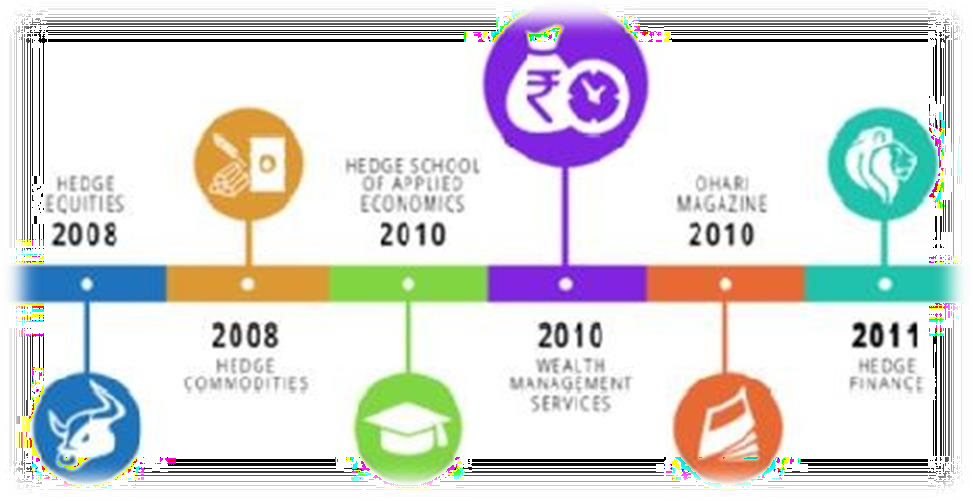 HEDGE
EQUITIES
2008
2008
HEDGE
COMMODITIES
HEDGE SCHOOL
OF APPLIED
ECONOMICS
2010
₹
2010
WEALTH
MANAGEMENT
SERVICES
OHARI
MAGAZINE
2010
2011
HEDGE
FINANCE